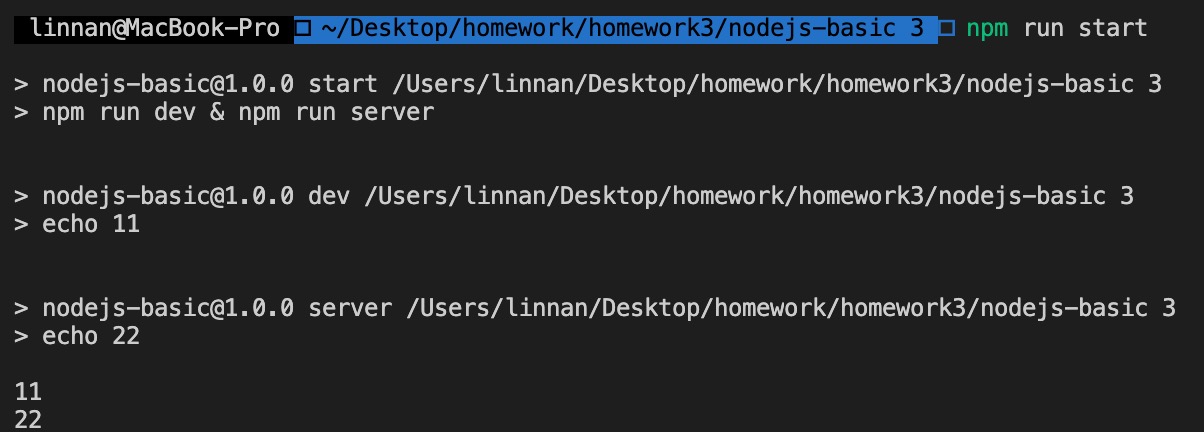 linnan@MacBook-Pro ~/Desktop/homework/homework3/nodejs-basic 3 npm run start
> nodejs-basic@1.0.0 start /Users/linnan/Desktop/homework/homework3/nodejs-basic 3
> npm run dev & npm run server
> nodejs-basic@1.0.0 dev /Users/linnan/Desktop/homework/homework3/nodejs-basic 3
> echo 11
> nodejs-basic@1.0.0 server /Users/linnan/Desktop/homework/homework3/nodejs-basic 3
> echo 22
11
22